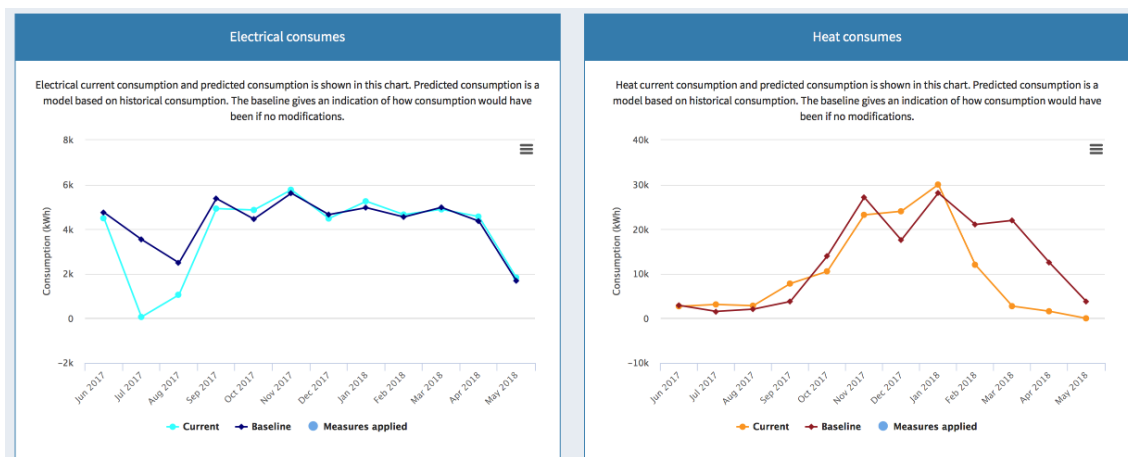 Electrical consumes
Electrical current consumption and predicted consumption is shown in this chart. Predicted consumption is a
model based on historical consumption. The baseline gives an indication of how consumption would have
been if no modifications.
8k
6k
4k
2k
0
−2k
Consumption (kWh)
Jun 2017
Jul 2017
Aug 2017
Sep 2017
Oct 2017
Nov 2017
Dec 2017
Jan 2018
Feb 2018
Mar 2018
Apr 2018
May 2018
Current Baseline Measures applied
Heat consumes
Heat current consumption and predicted consumption is shown in this chart. Predicted consumption is a
model based on historical consumption. The baseline gives an indication of how consumption would have
been if no modifications.
40k
30k
20k
10k
0
−10k
Consumption (kWh)
Jun 2017
Jul 2017
Aug 2017
Sep 2017
Oct 2017
Nov 2017
Dec 2017
Jan 2018
Feb 2018
Mar 2018
Apr 2018
May 2018
Current Baseline Measures applied